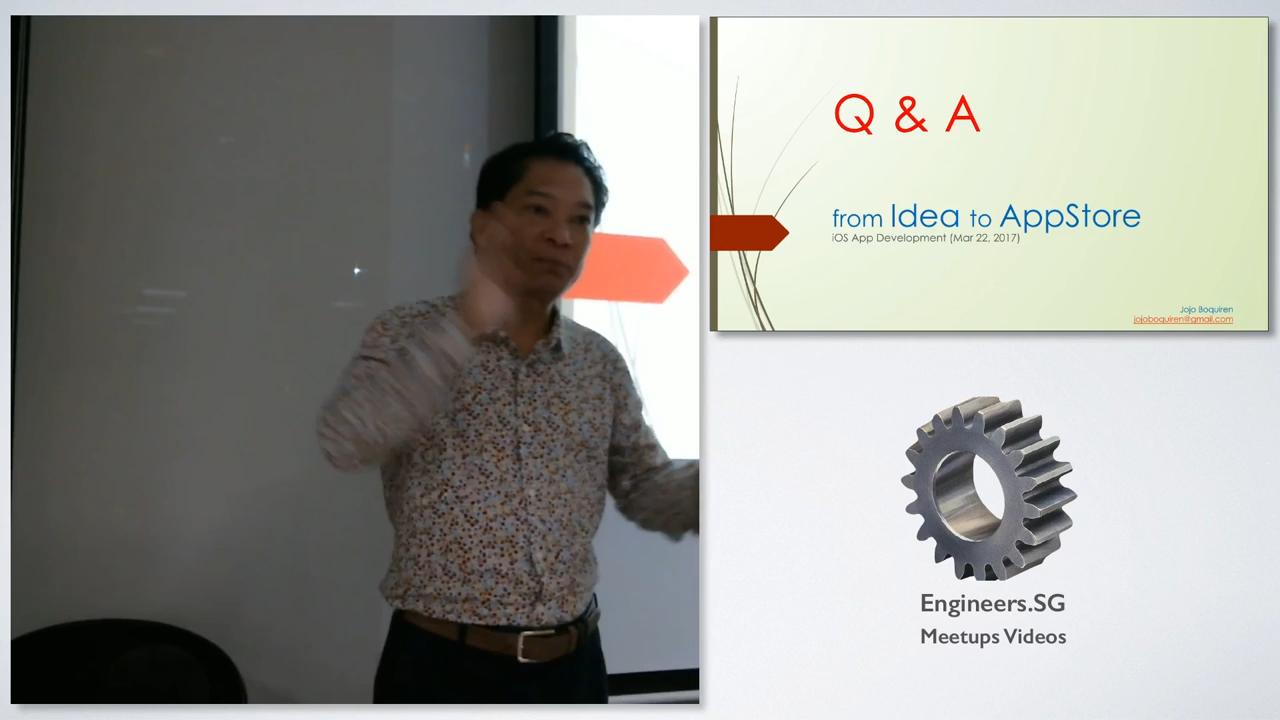 Q & A
from Idea to AppStore
iOS App Development (Mar 22, 2017)
Jojo Boquiren
jojoboquiren@gmail.com
Engineers.SG
Meetups Videos